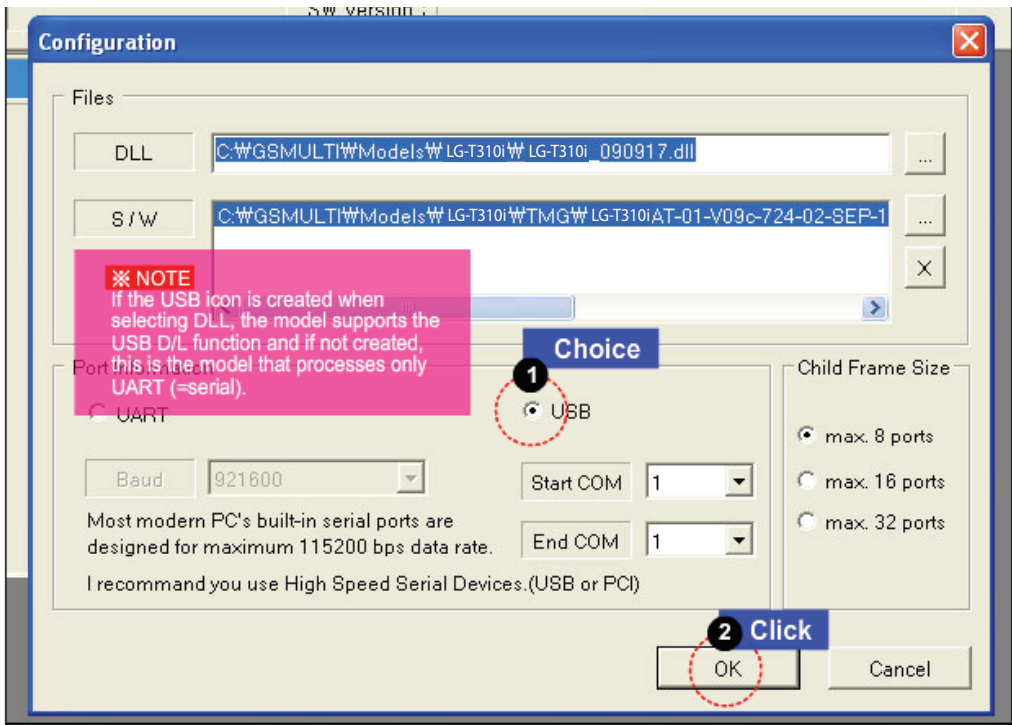 SW Version :
Configuration
Files
DLL
C:₩GSMULTI₩Models₩ LG-T310i₩ LG-T310i_090917.dll
...
S/W
C:₩GSMULTI₩Models₩ LG-T310i₩TMG₩ LG-T310iAT-01-V09c-724-02-SEP-1
...
X
※ NOTE
If the USB icon is created when
selecting DLL, the model supports the
USB D/L function and if not created,
this is the model that processes only
UART (=serial).
Choice
1
Port Information
Child Frame Size
UART
USB
max. 8 ports
Baud
921600
Start COM
1
max. 16 ports
Most modern PC's built-in serial ports are
designed for maximum 115200 bps data rate.
End COM
1
max. 32 ports
I recommand you use High Speed Serial Devices.(USB or PCI)
2 Click
OK
Cancel